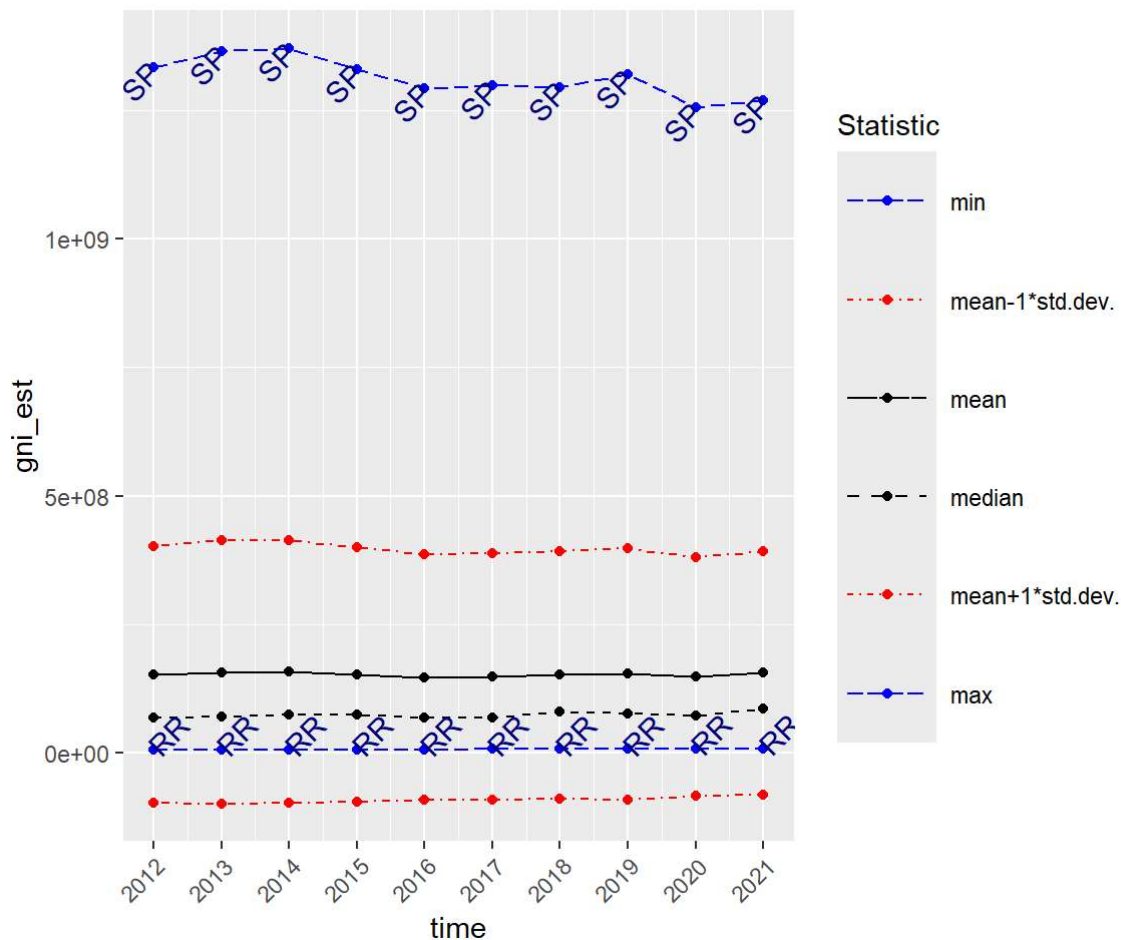 SP SP SP SP SP SP SP SP SP SP
1e+09
5e+08
0e+00
RR RR RR RR RR RR RR RR RR RR
gni_est
2012 2013 2014 2015 2016 2017 2018 2019 2020 2021
time
Statistic
min
mean-1*std.dev.
mean
median
mean+1*std.dev.
max